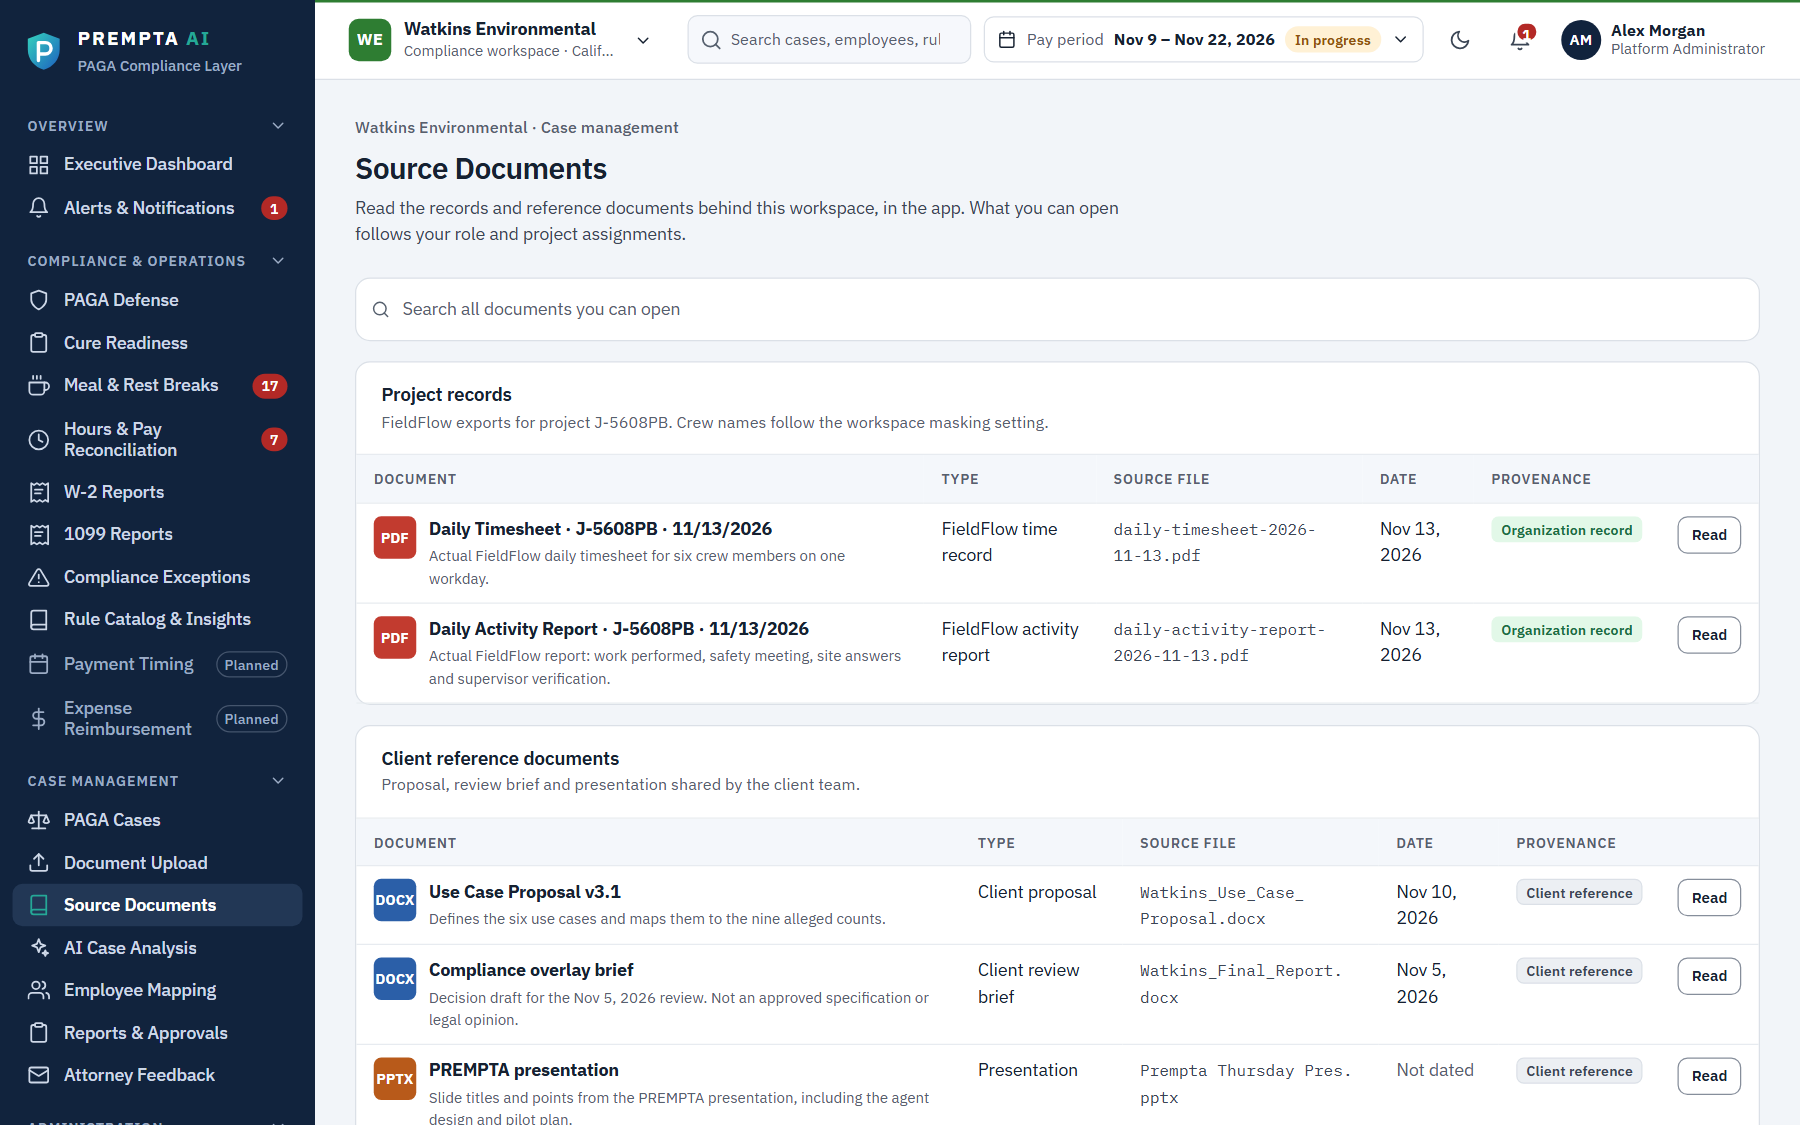 PREMPTA AI
PAGA Compliance Layer
OVERVIEW
Executive Dashboard
Alerts & Notifications 1
COMPLIANCE & OPERATIONS
PAGA Defense
Cure Readiness
Meal & Rest Breaks 17
Hours & Pay
Reconciliation 7
W-2 Reports
1099 Reports
Compliance Exceptions
Rule Catalog & Insights
Payment Timing Planned
Expense
Reimbursement Planned
CASE MANAGEMENT
PAGA Cases
Document Upload
Source Documents
AI Case Analysis
Employee Mapping
Reports & Approvals
Attorney Feedback
ADMINISTRATION
WE
Watkins Environmental
Compliance workspace · Calif...
Search cases, employees, rul
Pay period Nov 9 – Nov 22, 2026 In progress
1
AM
Alex Morgan
Platform Administrator
Watkins Environmental · Case management
Source Documents
Read the records and reference documents behind this workspace, in the app. What you can open
follows your role and project assignments.
Search all documents you can open
Project records
FieldFlow exports for project J-5608PB. Crew names follow the workspace masking setting.
DOCUMENT TYPE SOURCE FILE DATE PROVENANCE
PDF
Daily Timesheet · J-5608PB · 11/13/2026
Actual FieldFlow daily timesheet for six crew members on one
workday.
FieldFlow time
record
daily-timesheet-2026-
11-13.pdf
Nov 13,
2026
Organization record
Read
PDF
Daily Activity Report · J-5608PB · 11/13/2026
Actual FieldFlow report: work performed, safety meeting, site answers
and supervisor verification.
FieldFlow activity
report
daily-activity-report-
2026-11-13.pdf
Nov 13,
2026
Organization record
Read
Client reference documents
Proposal, review brief and presentation shared by the client team.
DOCUMENT TYPE SOURCE FILE DATE PROVENANCE
DOCX
Use Case Proposal v3.1
Defines the six use cases and maps them to the nine alleged counts.
Client proposal
Watkins_Use_Case_
Proposal.docx
Nov 10,
2026
Client reference
Read
DOCX
Compliance overlay brief
Decision draft for the Nov 5, 2026 review. Not an approved specification or
legal opinion.
Client review
brief
Watkins_Final_Report.
docx
Nov 5,
2026
Client reference
Read
PPTX
PREMPTA presentation
Slide titles and points from the PREMPTA presentation, including the agent
design and pilot plan.
Presentation
Prempta Thursday Pres.
pptx
Not dated
Client reference
Read